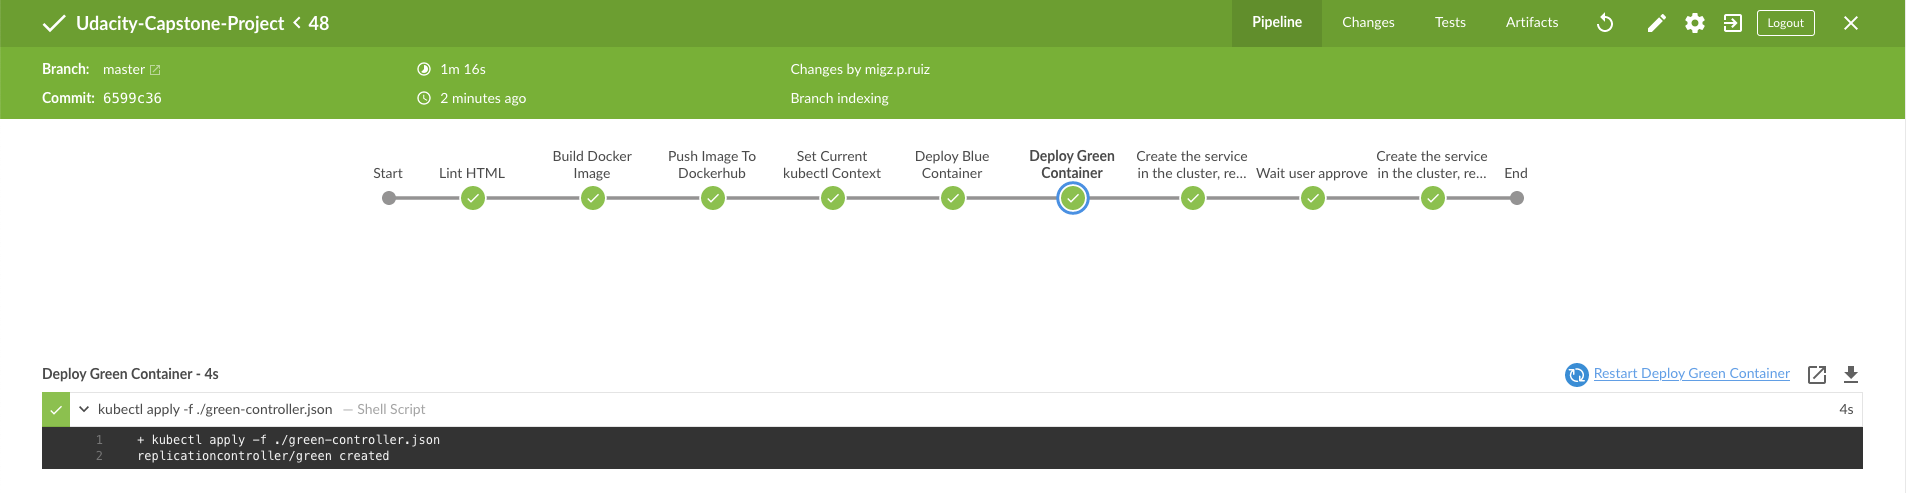 Udacity-Capstone-Project < 48
Pipeline Changes Tests Artifacts Logout
Branch: master 1m 16s Changes by migz.p.ruiz
Commit: 6599c36 2 minutes ago Branch indexing
Start
Lint HTML
Build Docker
Image
Push Image To
Dockerhub
Set Current
kubectl Context
Deploy Blue
Container
Deploy Green
Container
Create the service
in the cluster, re...
Wait user approve
Create the service
in the cluster, re...
End
Deploy Green Container - 4s Restart Deploy Green Container
kubectl apply -f ./green-controller.json — Shell Script 4s
1 + kubectl apply -f ./green-controller.json
2 replicationcontroller/green created